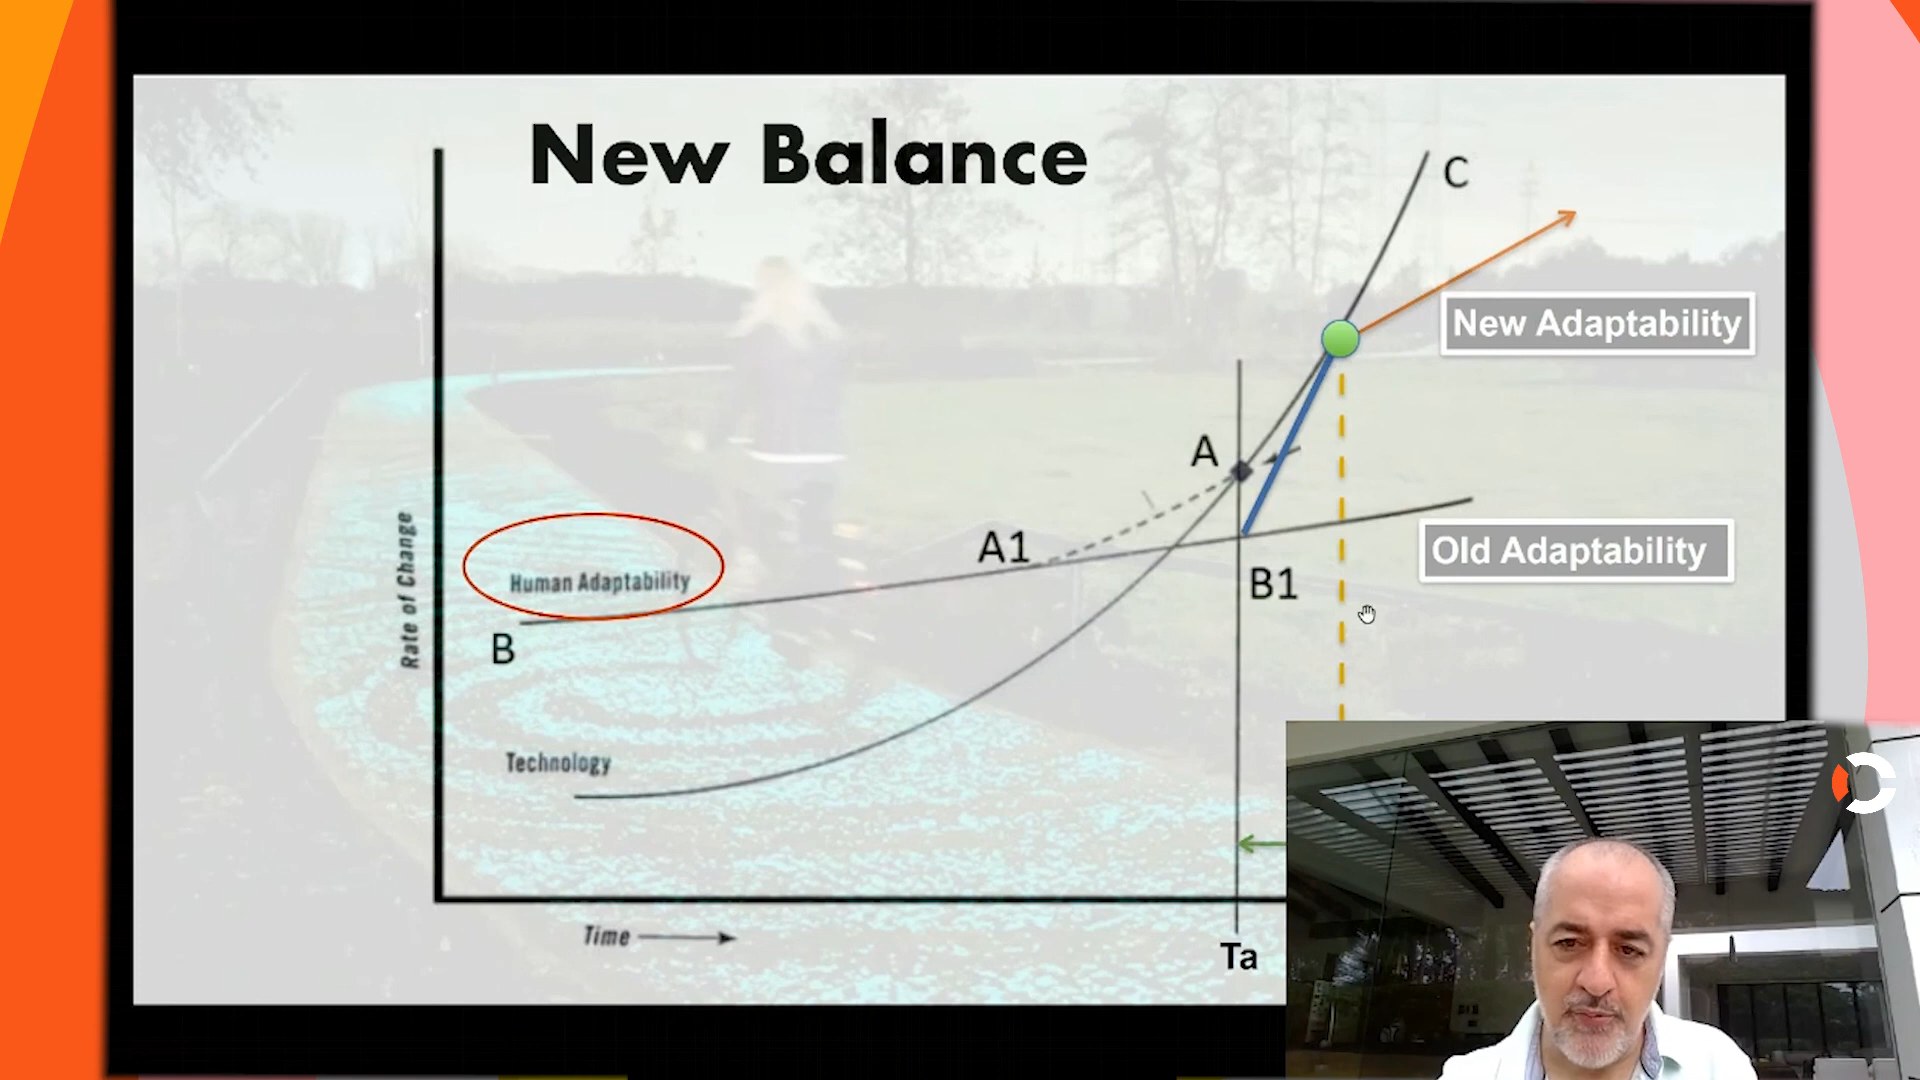 New Balance
C
New Adaptability
A
A1
Old Adaptability
B1
Human Adaptability
B
Rate of Change
Technology
Time
Ta